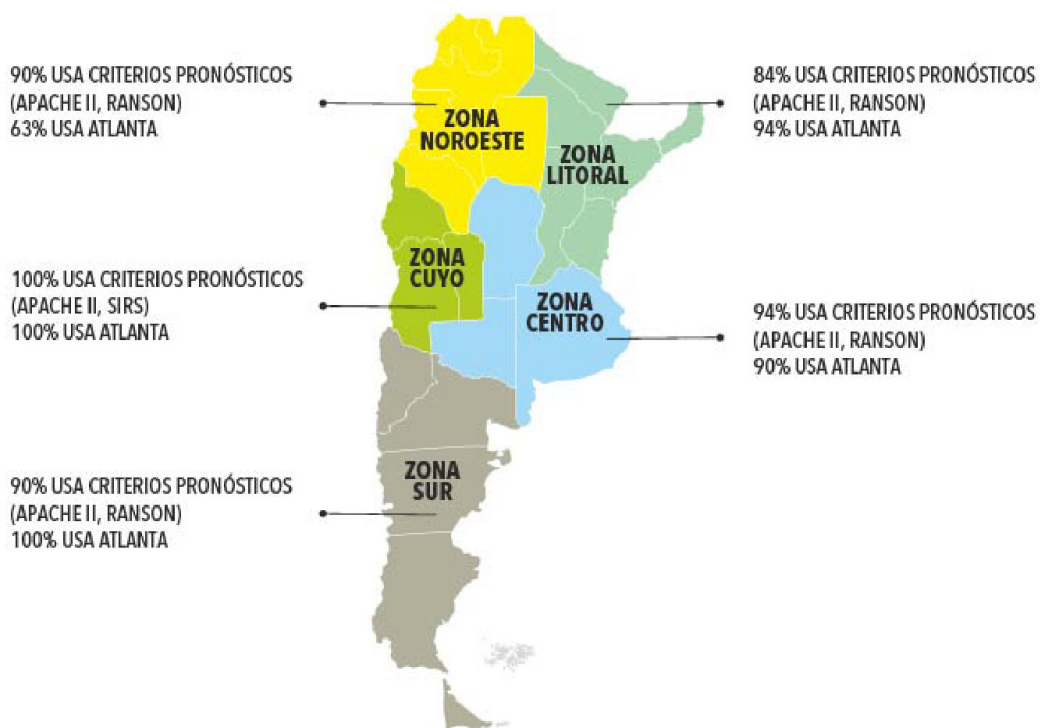 90% USA CRITERIOS PRONÓSTICOS
(APACHE II, RANSON)
63% USA ATLANTA
84% USA CRITERIOS PRONÓSTICOS
(APACHE II, RANSON)
94% USA ATLANTA
ZONA
NOROESTE
ZONA
LITORAL
100% USA CRITERIOS PRONÓSTICOS
(APACHE II, SIRS)
100% USA ATLANTA
ZONA
CUYO
ZONA
CENTRO
94% USA CRITERIOS PRONÓSTICOS
(APACHE II, RANSON)
90% USA ATLANTA
90% USA CRITERIOS PRONÓSTICOS
(APACHE II, RANSON)
100% USA ATLANTA
ZONA
SUR